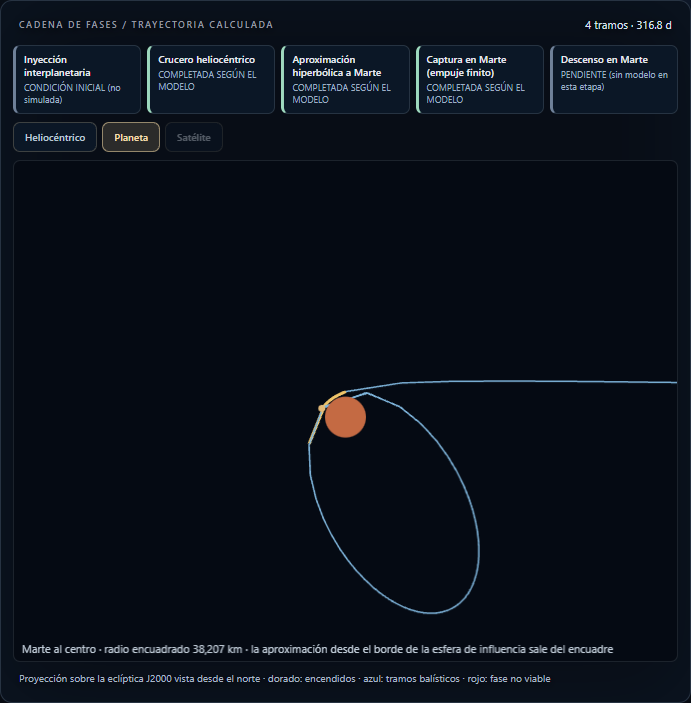 CADENA DE FASES / TRAYECTORIA CALCULADA
4 tramos · 316.8 d
Inyección
interplanetaria
CONDICIÓN INICIAL (no
simulada)
Crucero heliocéntrico
COMPLETADA SEGÚN EL
MODELO
Aproximación
hiperbólica a Marte
COMPLETADA SEGÚN EL
MODELO
Captura en Marte
(empuje finito)
COMPLETADA SEGÚN EL
MODELO
Descenso en Marte
PENDIENTE (sin modelo en
esta etapa)
Heliocéntrico
Planeta
Satélite
Marte al centro · radio encuadrado 38,207 km · la aproximación desde el borde de la esfera de influencia sale del encuadre
Proyección sobre la eclíptica J2000 vista desde el norte · dorado: encendidos · azul: tramos balísticos · rojo: fase no viable